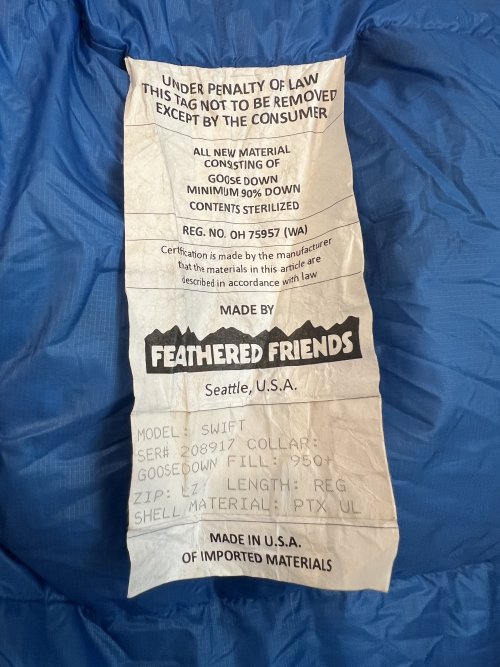 UNDER PENALTY OF LAW
THIS TAG NOT TO BE REMOVED
EXCEPT BY THE CONSUMER
ALL NEW MATERIAL
CONSISTING OF
GOOSE DOWN
MINIMUM 90% DOWN
CONTENTS STERILIZED
REG. NO. OH 75957 (WA)
Certification is made by the manufacturer
that the materials in this article are
described in accordance with law
MADE BY
FEATHERED FRIENDS
Seattle, U.S.A.
MODEL: SWIFT
SER# 208917 COLLAR:
GOOSEDOWN FILL: 950+
ZIP: LZ LENGTH: REG
SHELL MATERIAL: PTX UL
MADE IN U.S.A.
OF IMPORTED MATERIALS